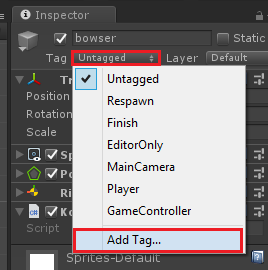 Inspector
bowser
Static
Tag Untagged Layer Default
Untagged
Respawn
Finish
EditorOnly
MainCamera
Player
GameController
Add Tag...
Position
Rotation
Scale
Script
Sprites-Default